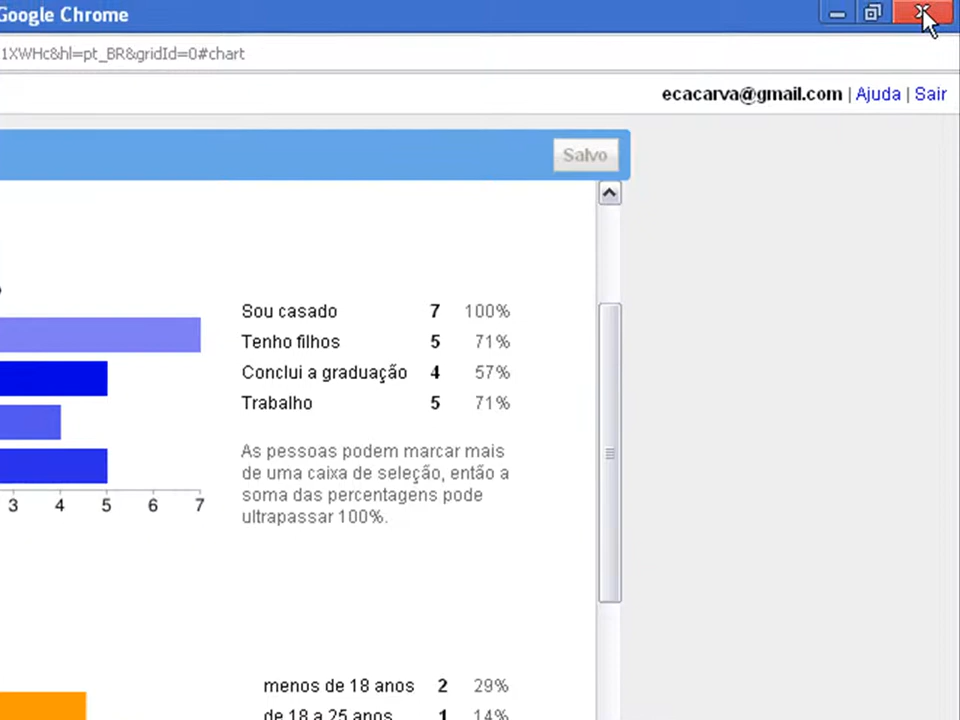 Google Chrome
1XWHc&hl=pt_BR&gridId=0#chart
ecacarva@gmail.com | Ajuda | Sair
Salvo
Sou casado 7 100%
Tenho filhos 5 71%
Conclui a graduação 4 57%
Trabalho 5 71%
As pessoas podem marcar mais
de uma caixa de seleção, então a
soma das percentagens pode
ultrapassar 100%.
3 4 5 6 7
menos de 18 anos 2 29%
de 18 a 25 anos 1 14%